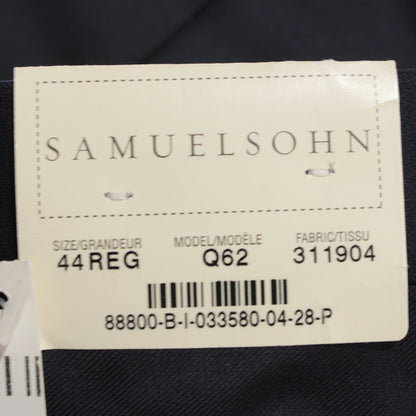 SAMUELSOHN
SIZE/GRANDEUR MODEL/MODÈLE FABRIC/TISSU
44REG Q62 311904
88800-B-I-033580-04-28-P